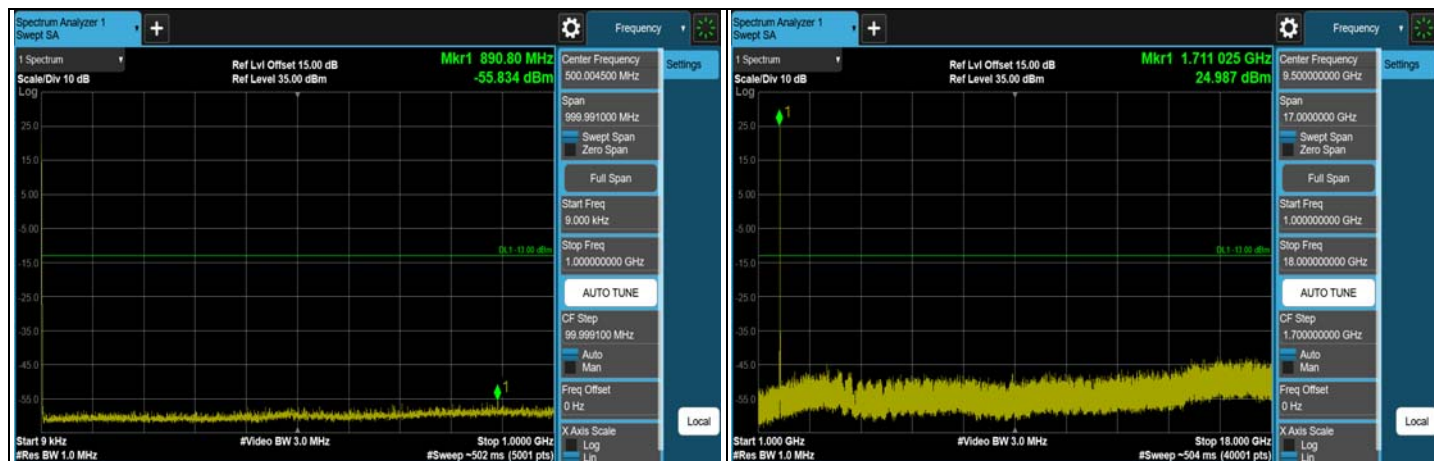 Spectrum Analyzer 1
Swept SA
+
Frequency
1 Spectrum
Scale/Div 10 dB
Ref Lvl Offset 15.00 dB
Ref Level 35.00 dBm
Mkr1 890.80 MHz
-55.834 dBm
Log
25.0
15.0
5.00
-5.00
-15.0
-25.0
-35.0
-45.0
-55.0
DL1 -13.00 dBm
1
Start 9 kHz
#Res BW 1.0 MHz
#Video BW 3.0 MHz
Stop 1.0000 GHz
#Sweep ~502 ms (5001 pts)
Center Frequency
500.004500 MHz
Span
999.991000 MHz
Swept Span
Zero Span
Full Span
Start Freq
9.000 kHz
Stop Freq
1.000000000 GHz
AUTO TUNE
CF Step
99.999100 MHz
Auto
Man
Freq Offset
0 Hz
X Axis Scale
Log
Lin
Settings
Local
Spectrum Analyzer 1
Swept SA
+
Frequency
1 Spectrum
Scale/Div 10 dB
Ref Lvl Offset 15.00 dB
Ref Level 35.00 dBm
Mkr1 1.711 025 GHz
24.987 dBm
Log
25.0
15.0
5.00
-5.00
-15.0
-25.0
-35.0
-45.0
-55.0
1
DL1 -13.00 dBm
Start 1.000 GHz
#Res BW 1.0 MHz
#Video BW 3.0 MHz
Stop 18.000 GHz
#Sweep ~504 ms (40001 pts)
Center Frequency
9.500000000 GHz
Span
17.0000000 GHz
Swept Span
Zero Span
Full Span
Start Freq
1.000000000 GHz
Stop Freq
18.000000000 GHz
AUTO TUNE
CF Step
1.700000000 GHz
Auto
Man
Freq Offset
0 Hz
X Axis Scale
Log
Lin
Settings
Local